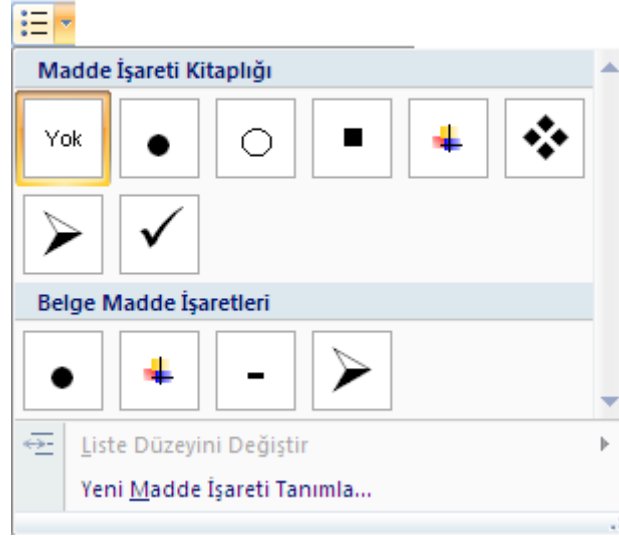 Madde İşareti Kitaplığı
Yok
Belge Madde İşaretleri
Liste Düzeyini Değiştir
Yeni Madde İşareti Tanımla...